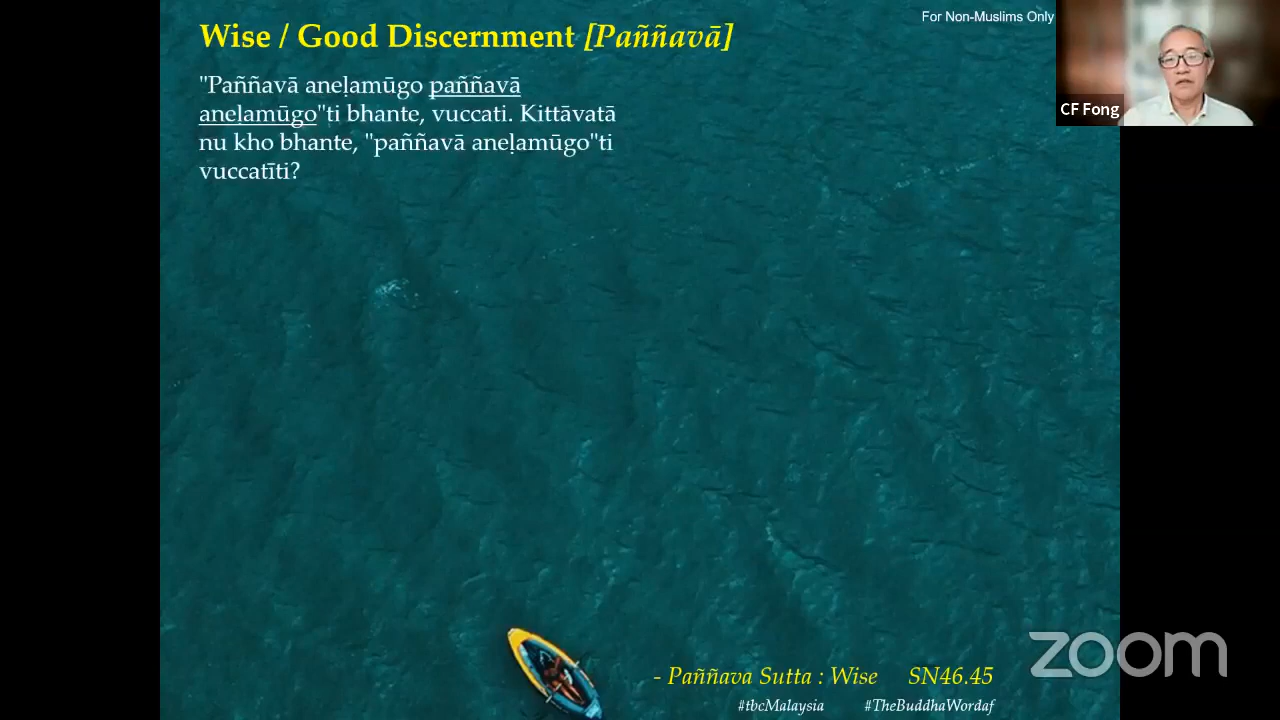 For Non-Muslims Only
Wise / Good Discernment [Paññavā]
"Paññavā aneḷamūgo paññavā
anelamūgo"ti bhante, vuccati. Kittāvatā
nu kho bhante, "paññavā aneḷamūgo"ti
vuccatīti?
CF Fong
zoom
- Paññava Sutta : Wise SN46.45
#tbcMalaysia #TheBuddhaWordaf